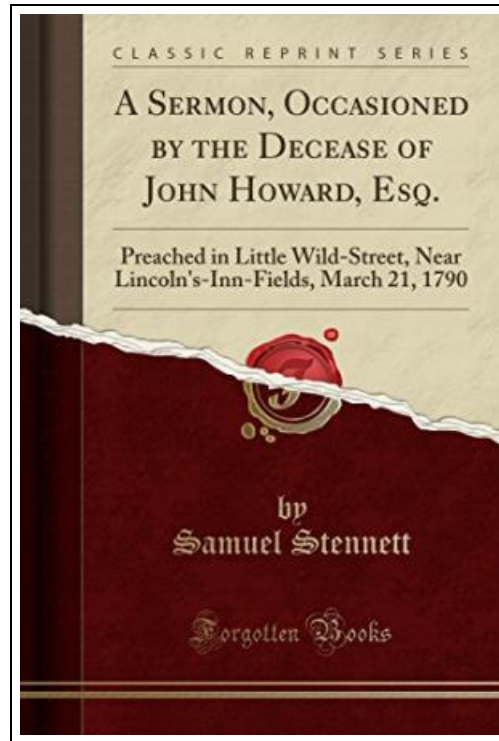 CLASSIC REPRINT SERIES
A SERMON, OCCASIONED
BY THE DECEASE OF
JOHN HOWARD, ESQ.
Preached in Little Wild-Street, Near
Lincoln's-Inn-Fields, March 21, 1790
by
Samuel Stennett
Forgotten Books